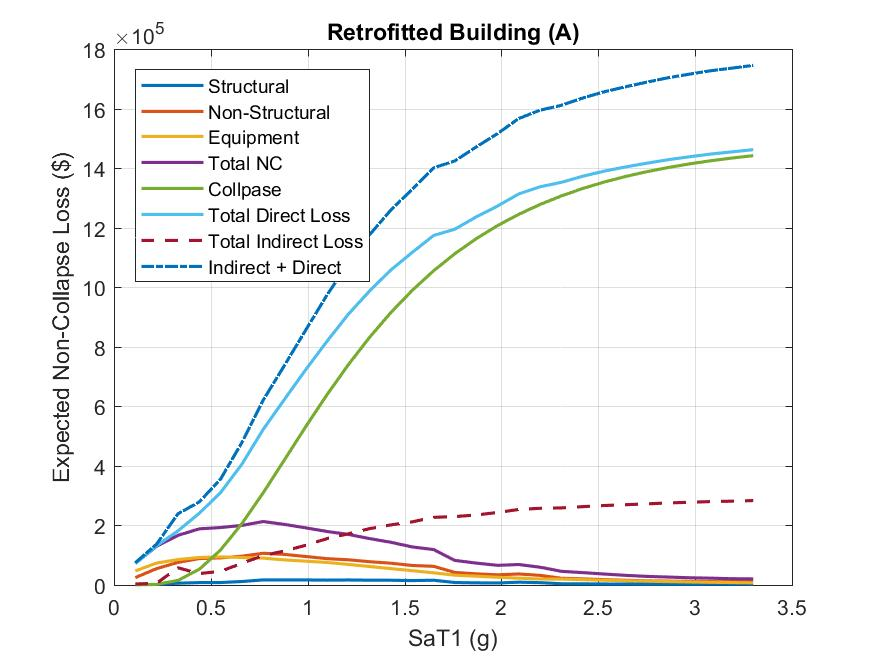 Retrofitted Building (A)
×10⁵
18
16
14
12
10
8
6
4
2
0
Expected Non-Collapse Loss ($)
Structural
Non-Structural
Equipment
Total NC
Collpase
Total Direct Loss
Total Indirect Loss
Indirect + Direct
0 0.5 1 1.5 2 2.5 3 3.5
SaT1 (g)